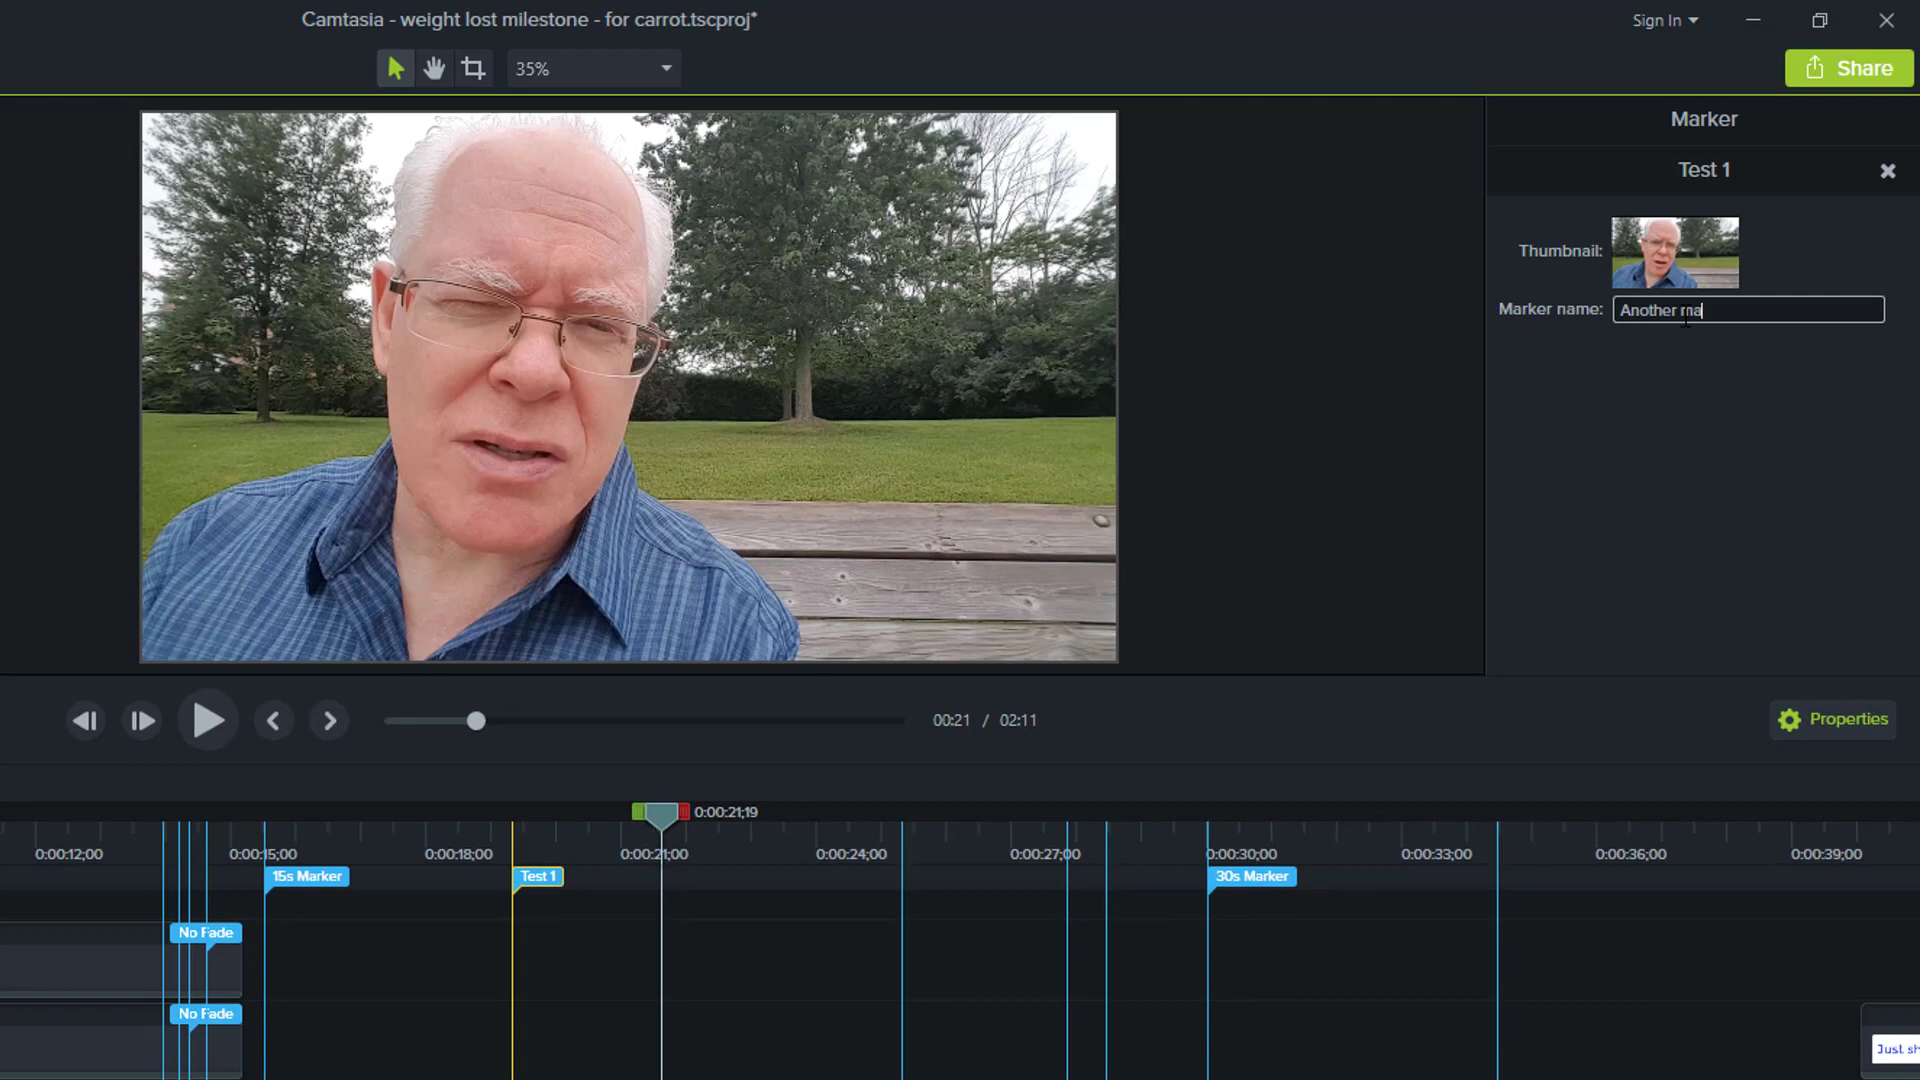 Camtasia - weight lost milestone - for carrot.tscproj*
Sign In
35%
Share
Marker
Test 1
Thumbnail:
Marker name:
Another ma
00:21 / 02:11
Properties
0:00:21;19
0:00:12;00
0:00:15;00
0:00:18;00
0:00:21;00
0:00:24;00
0:00:27;00
0:00:30;00
0:00:33;00
0:00:36;00
0:00:39;00
15s Marker
Test 1
30s Marker
No Fade
No Fade
Just sh